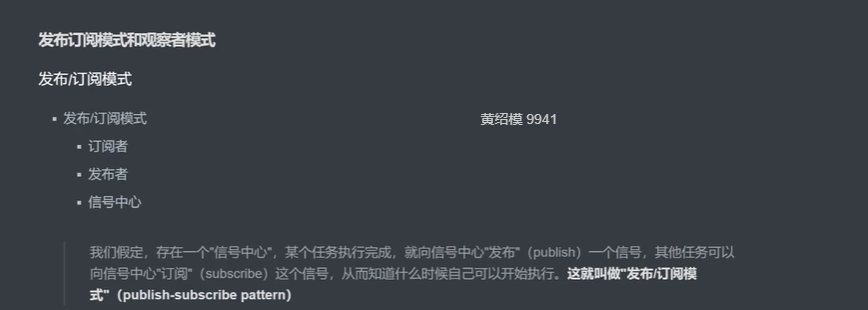 发布订阅模式和观察者模式
发布/订阅模式
发布/订阅模式
黄绍模 9941
订阅者
发布者
信号中心
我们假定，存在一个"信号中心"，某个任务执行完成，就向信号中心"发布"（publish）一个信号，其他任务可以
向信号中心"订阅"（subscribe）这个信号，从而知道什么时候自己可以开始执行。这就叫做"发布/订阅模
式"（publish-subscribe pattern）